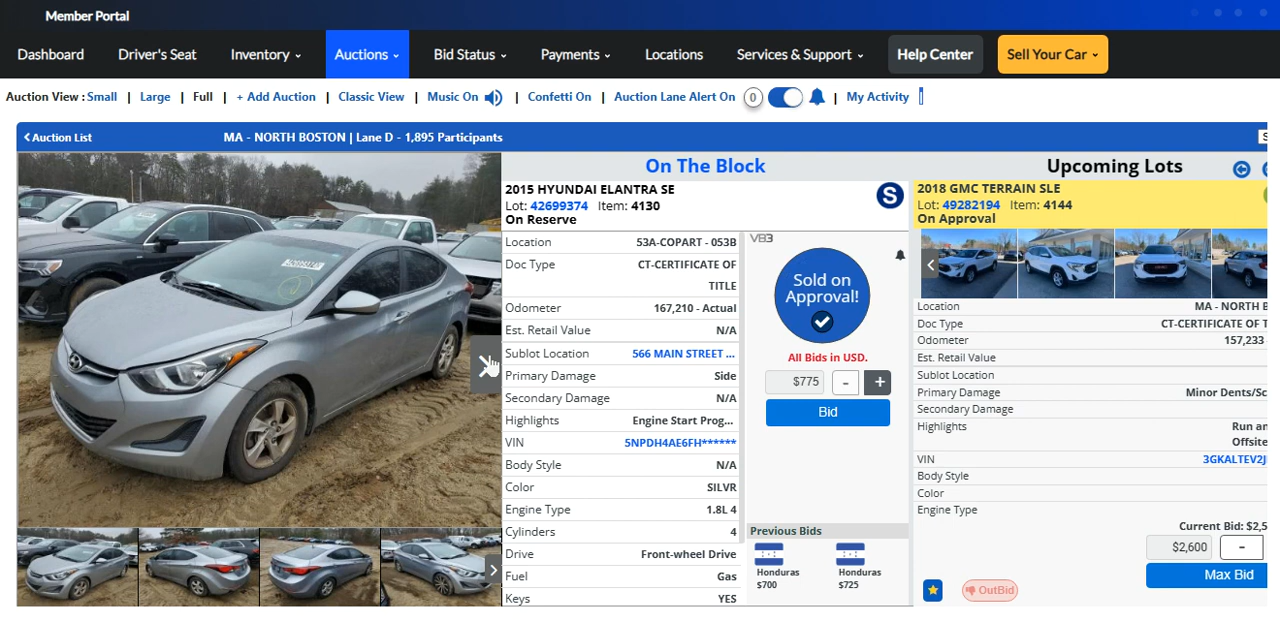 Member Portal
Dashboard Driver's Seat Inventory Auctions Bid Status Payments Locations Services & Support Help Center Sell Your Car
Auction View : Small | Large | Full | + Add Auction | Classic View | Music On | Confetti On | Auction Lane Alert On 0 | My Activity
Auction List MA - NORTH BOSTON | Lane D - 1,895 Participants
On The Block
2015 HYUNDAI ELANTRA SE
Lot: 42699374 Item: 4130
On Reserve
S
Location 53A-COPART - 053B
Doc Type CT-CERTIFICATE OF
TITLE
Odometer 167,210 - Actual
Est. Retail Value N/A
Sublot Location 566 MAIN STREET ...
Primary Damage Side
Secondary Damage N/A
Highlights Engine Start Prog...
VIN 5NPDH4AE6FH******
Body Style N/A
Color SILVR
Engine Type 1.8L 4
Cylinders 4
Drive Front-wheel Drive
Fuel Gas
Keys YES
VB3
Sold on
Approval!
All Bids in USD.
$775 - +
Bid
Previous Bids
Honduras Honduras
$700 $725
Upcoming Lots
2018 GMC TERRAIN SLE
Lot: 49282194 Item: 4144
On Approval
Location MA - NORTH B
Doc Type CT-CERTIFICATE OF T
Odometer 157,233
Est. Retail Value
Sublot Location
Primary Damage Minor Dents/Sc
Secondary Damage
Highlights Run an
Offsite
VIN 3GKALTEV2J
Body Style
Color
Engine Type
Current Bid: $2,5
$2,600 -
Max Bid
OutBid